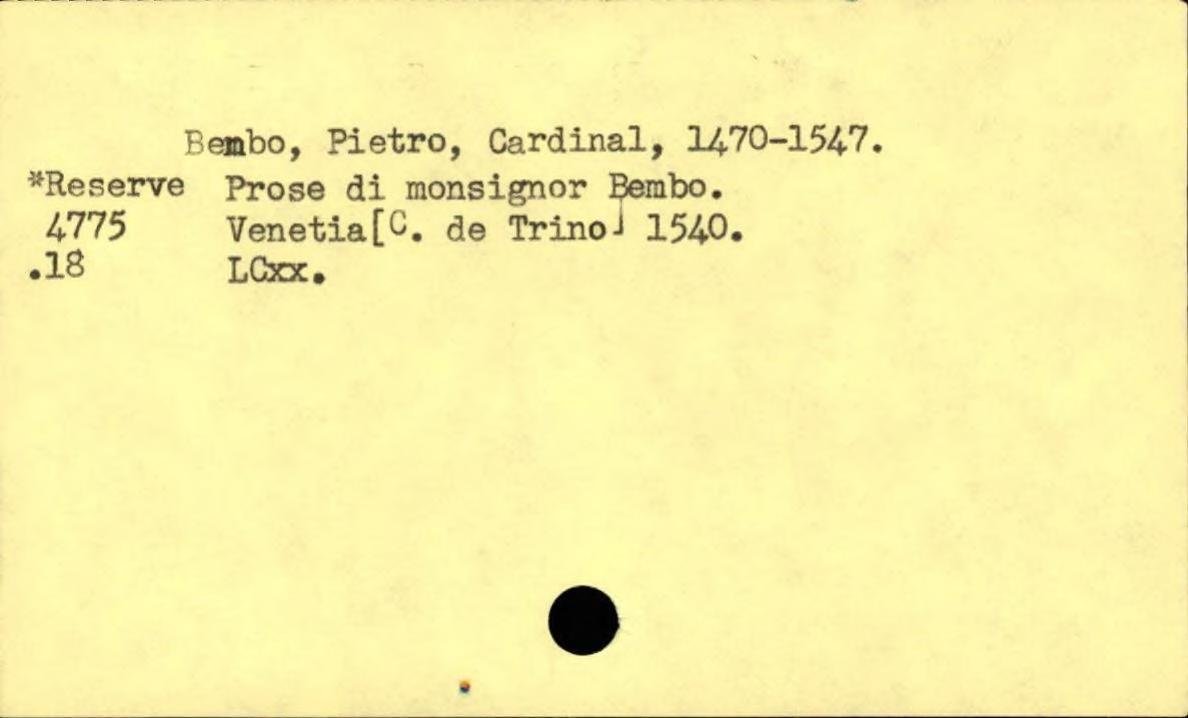 Bembo, Pietro, Cardinal, 1470-1547.
*Reserve Prose di monsignor Bembo.
4775 Venetia[C. de Trino] 1540.
.18 LCxx.